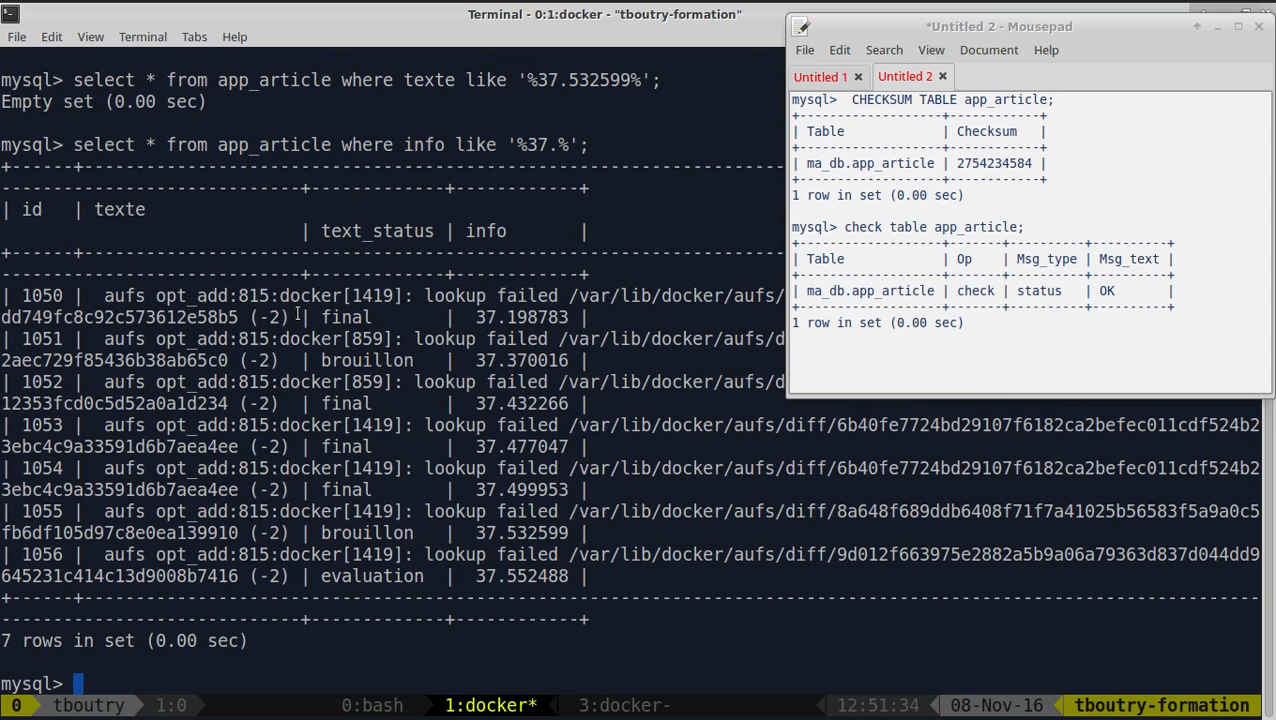 Terminal - 0:1:docker - "tboutry-formation"
File Edit View Terminal Tabs Help
mysql> select * from app_article where texte like '%37.532599%';
Empty set (0.00 sec)
mysql> select * from app_article where info like '%37.%';
| id | texte
| text_status | info |
| 1050 | aufs opt_add:815:docker[1419]: lookup failed /var/lib/docker/aufs/
dd749fc8c92c573612e58b5 (-2) | final | 37.198783 |
| 1051 | aufs opt_add:815:docker[859]: lookup failed /var/lib/docker/aufs/d
2aec729f85436b38ab65c0 (-2) | brouillon | 37.370016 |
| 1052 | aufs opt_add:815:docker[859]: lookup failed /var/lib/docker/aufs/d
12353fcd0c5d52a0a1d234 (-2) | final | 37.432266 |
| 1053 | aufs opt_add:815:docker[1419]: lookup failed /var/lib/docker/aufs/diff/6b40fe7724bd29107f6182ca2befec011cdf524b2
3ebc4c9a33591d6b7aea4ee (-2) | final | 37.477047 |
| 1054 | aufs opt_add:815:docker[1419]: lookup failed /var/lib/docker/aufs/diff/6b40fe7724bd29107f6182ca2befec011cdf524b2
3ebc4c9a33591d6b7aea4ee (-2) | final | 37.499953 |
| 1055 | aufs opt_add:815:docker[1419]: lookup failed /var/lib/docker/aufs/diff/8a648f689ddb6408f71f7a41025b56583f5a9a0c5
fb6df105d97c8e0ea139910 (-2) | brouillon | 37.532599 |
| 1056 | aufs opt_add:815:docker[1419]: lookup failed /var/lib/docker/aufs/diff/9d012f663975e2882a5b9a06a79363d837d044dd9
645231c414c13d9008b7416 (-2) | evaluation | 37.552488 |
7 rows in set (0.00 sec)
mysql>
0 tboutry 1:0 0:bash 1:docker* 3:docker- 12:51:34 08-Nov-16 tboutry-formation
*Untitled 2 - Mousepad
File Edit Search View Document Help
Untitled 1 Untitled 2
mysql> CHECKSUM TABLE app_article;
+----------------------+------------+
| Table | Checksum |
+----------------------+------------+
| ma_db.app_article | 2754234584 |
+----------------------+------------+
1 row in set (0.00 sec)
mysql> check table app_article;
| Table | Op | Msg_type | Msg_text |
| ma_db.app_article | check | status | OK |
1 row in set (0.00 sec)